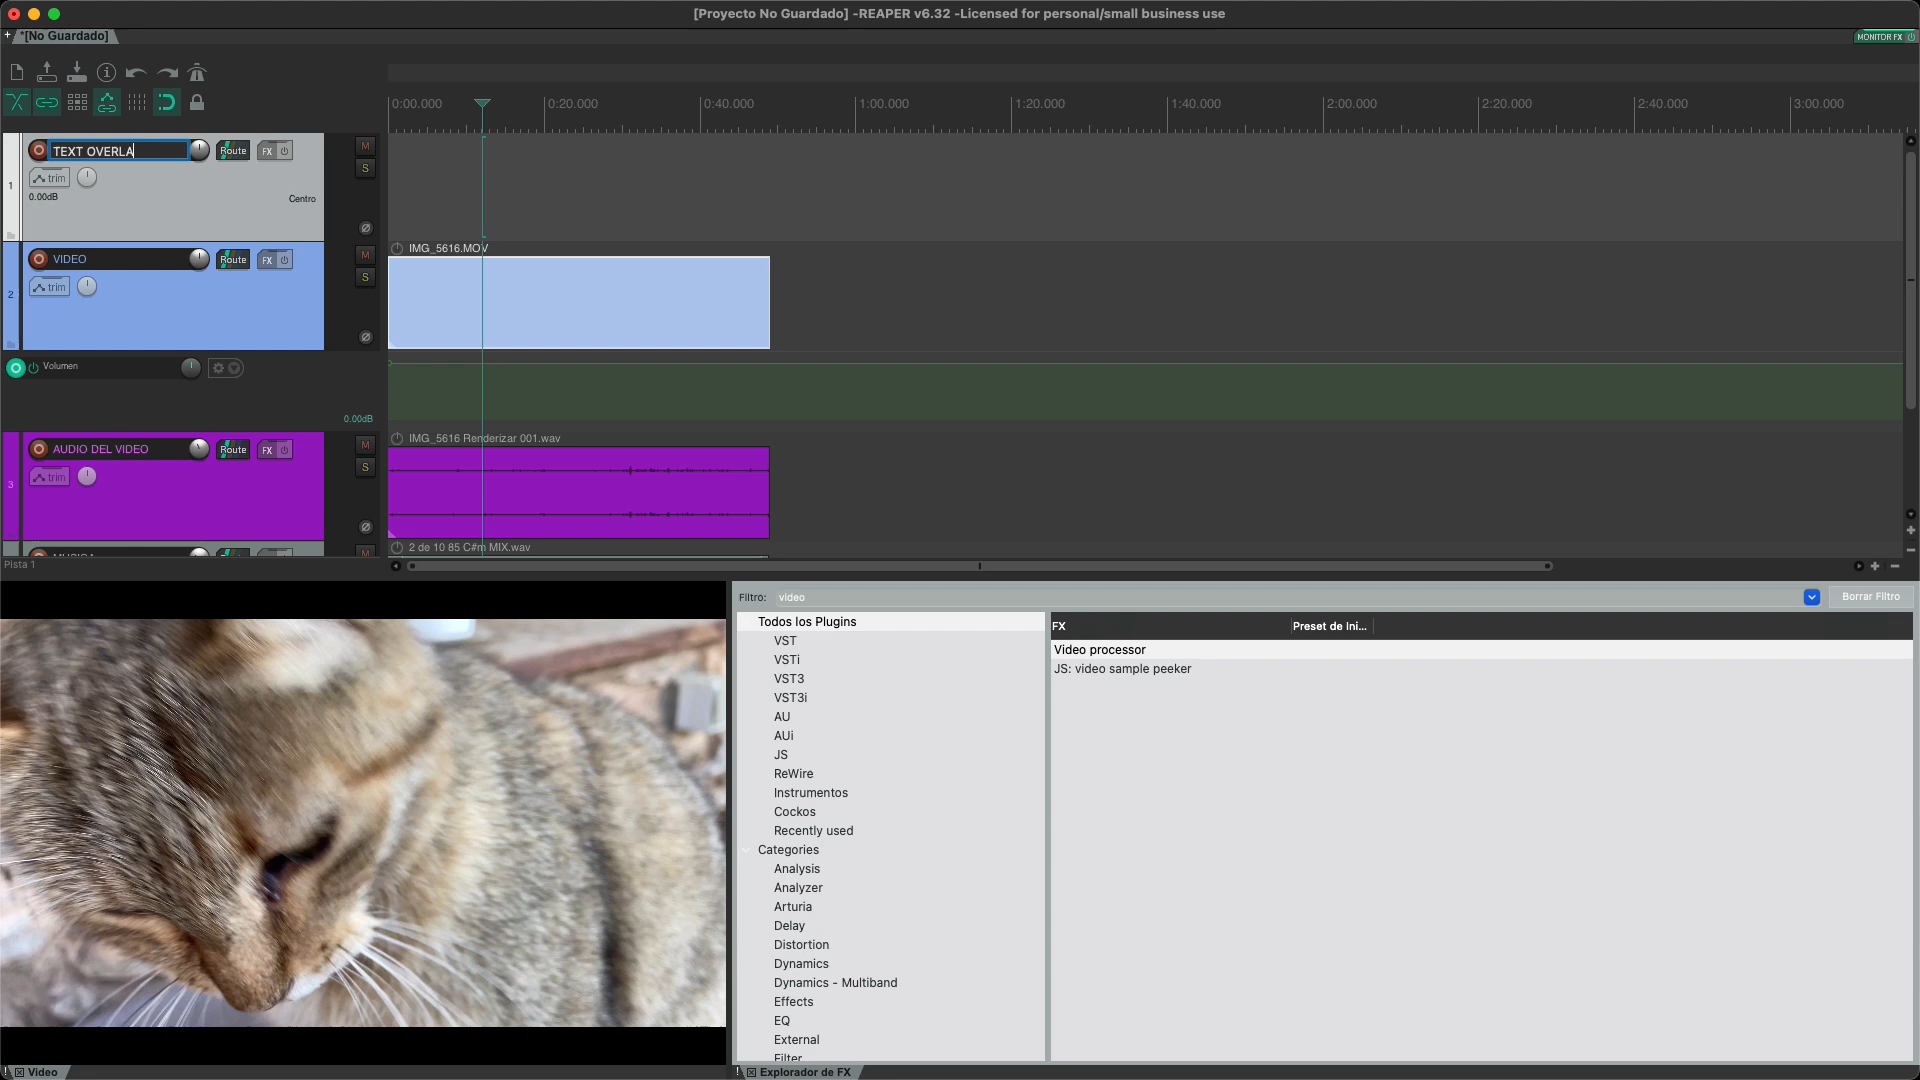 [Proyecto No Guardado] -REAPER v6.32 -Licensed for personal/small business use
+ *[No Guardado]
MONITOR FX
0:00.000 0:20.000 0:40.000 1:00.000 1:20.000 1:40.000 2:00.000 2:20.000 2:40.000 3:00.000
TEXT OVERLA Route FX M
trim S
1
0.00dB Centro
IMG_5616.MOV
VIDEO Route FX M
trim S
2
Volumen
0.00dB
IMG_5616 Renderizar 001.wav
AUDIO DEL VIDEO Route FX M
trim S
3
2 de 10 85 C#m MIX.wav
Pista 1
Filtro: video Borrar Filtro
Todos los Plugins
VST
VSTi
VST3
VST3i
AU
AUi
JS
ReWire
Instrumentos
Cockos
Recently used
Categories
Analysis
Analyzer
Arturia
Delay
Distortion
Dynamics
Dynamics - Multiband
Effects
EQ
External
Filter
FX Preset de Ini...
Video processor
JS: video sample peeker
! Video
! Explorador de FX